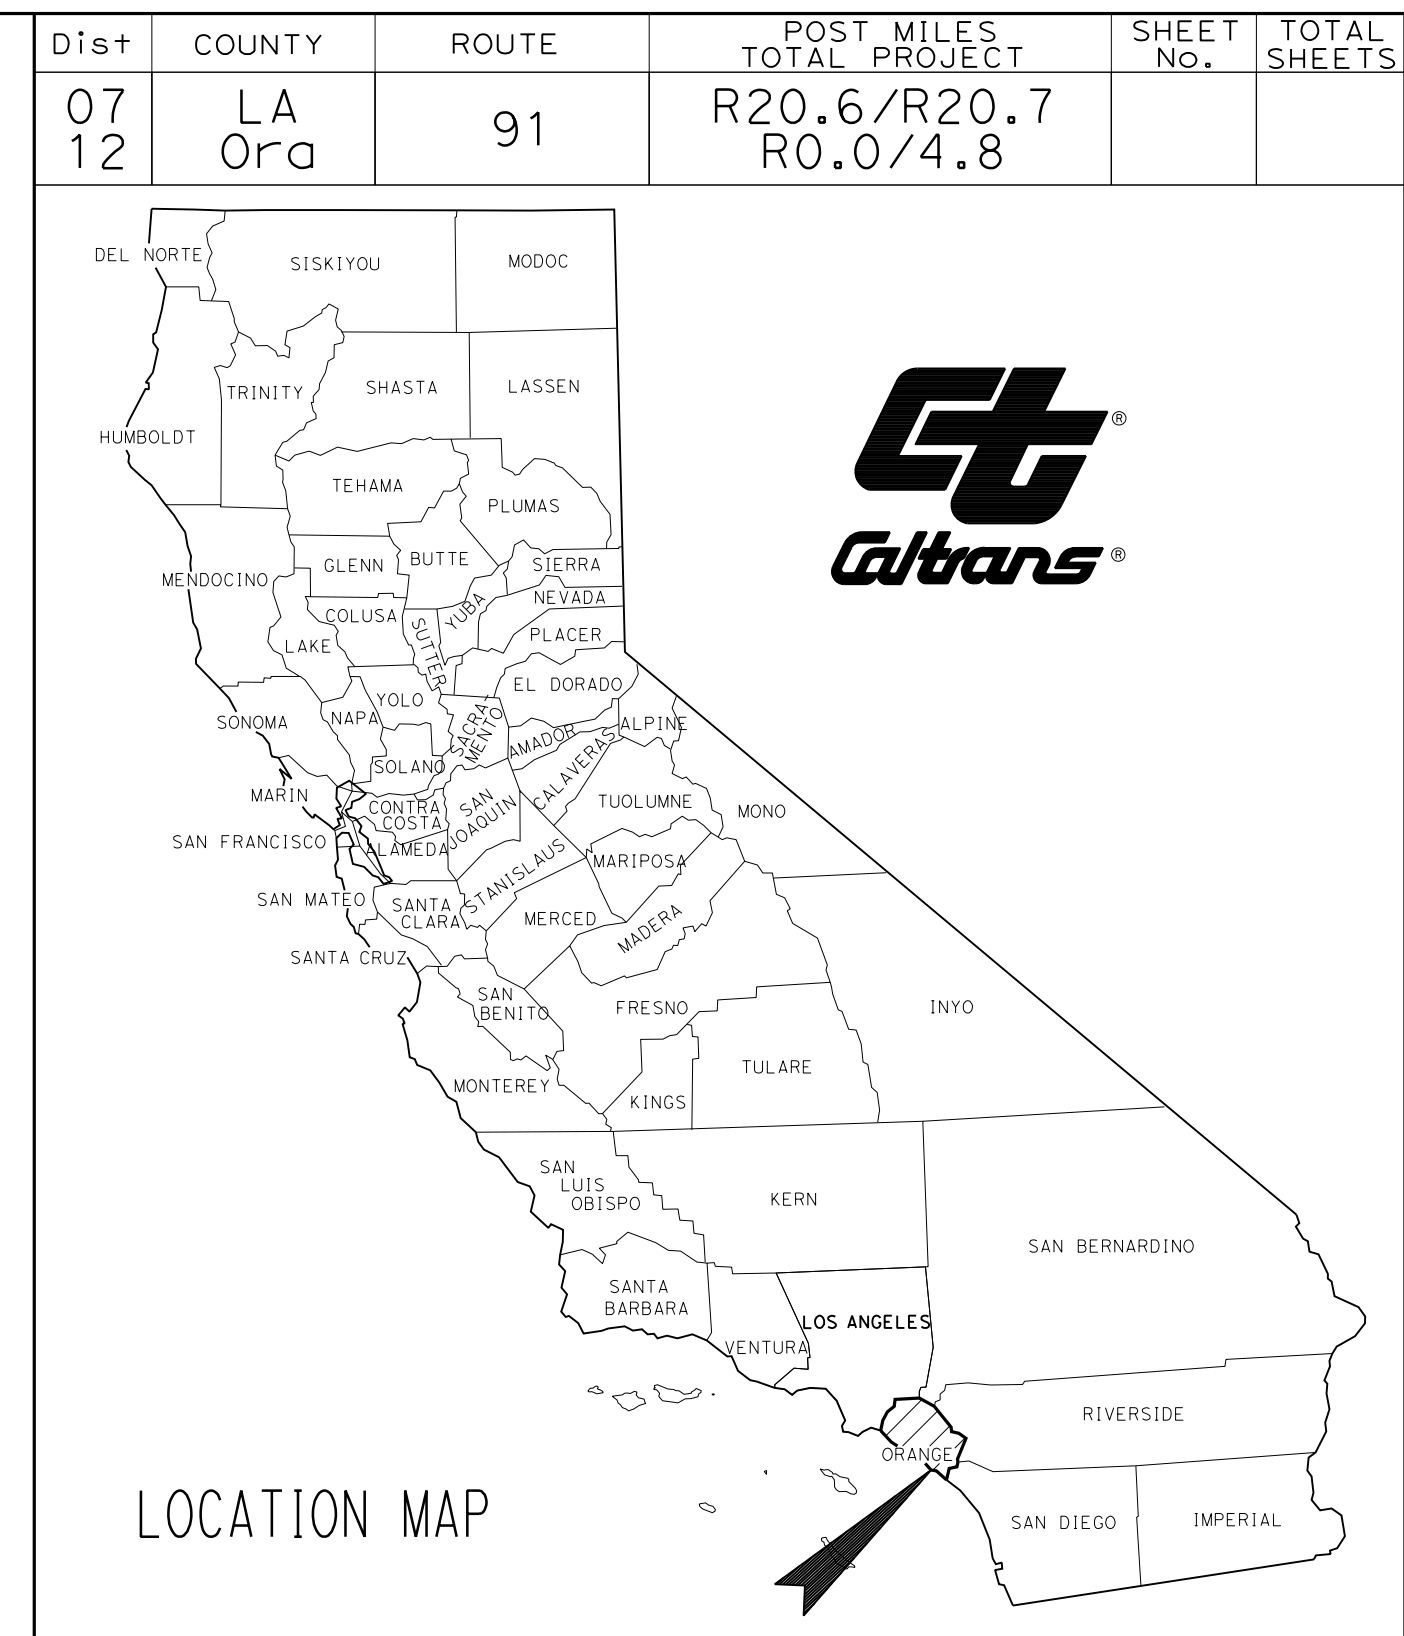 Dist COUNTY ROUTE POST MILES TOTAL PROJECT SHEET No. TOTAL SHEETS
07 LA 91 R20.6/R20.7
12 Ora R0.0/4.8
DEL NORTE
SISKIYOU
MODOC
TRINITY
SHASTA
LASSEN
HUMBOLDT
TEHAMA
PLUMAS
Ct ®
Caltrans ®
GLENN
BUTTE
SIERRA
MENDOCINO
NEVADA
YUBA
COLUSA
SUTTER
PLACER
LAKE
EL DORADO
YOLO
NAPA
SONOMA
SACRA-
MENTO
AMADOR
ALPINE
SOLANO
CALAVERAS
MARIN
CONTRA
COSTA
SAN
JOAQUIN
TUOLUMNE
MONO
SAN FRANCISCO
ALAMEDA
STANISLAUS
MARIPOSA
SAN MATEO
SANTA
CLARA
MERCED
MADERA
SANTA CRUZ
SAN
BENITO
FRESNO
INYO
TULARE
MONTEREY
KINGS
SAN
LUIS
OBISPO
KERN
SAN BERNARDINO
SANTA
BARBARA
LOS ANGELES
VENTURA
RIVERSIDE
ORANGE
LOCATION MAP
SAN DIEGO
IMPERIAL